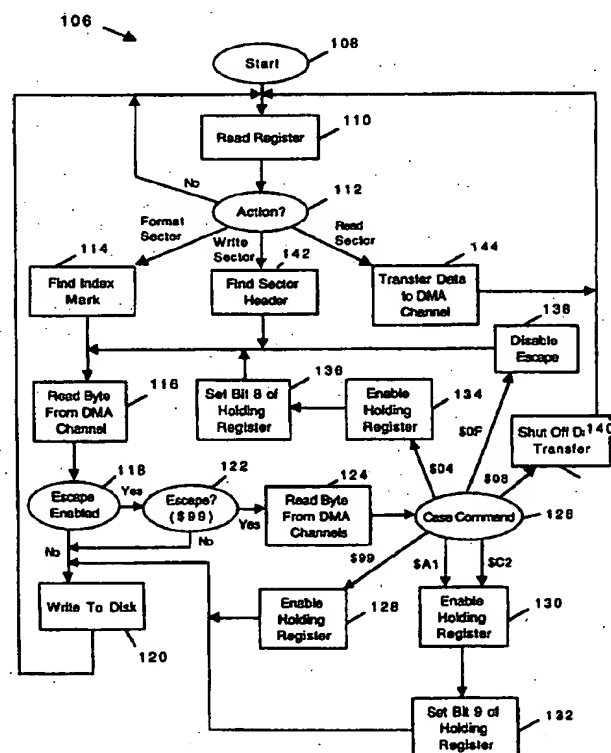 106
108
Start
110
Read Register
No
112
Action?
Format
Sector
Write
Sector
Read
Sector
114
Find Index
Mark
142
Find Sector
Header
144
Transfer Data
to DMA
Channel
138
Disable
Escape
116
Read Byte
From DMA
Channel
136
Set Bit 8 of
Holding
Register
134
Enable
Holding
Register
140
Shut Off D
Transfer
$04
$0F
$08
118
Escape
Enabled
Yes
122
Escape?
($99)
Yes
124
Read Byte
From DMA
Channels
Case Command
126
No
No
$99
$A1
$C2
Write To Disk
120
Enable
Holding
Register
128
Enable
Holding
Register
130
Set Bit 9 of
Holding
Register
132